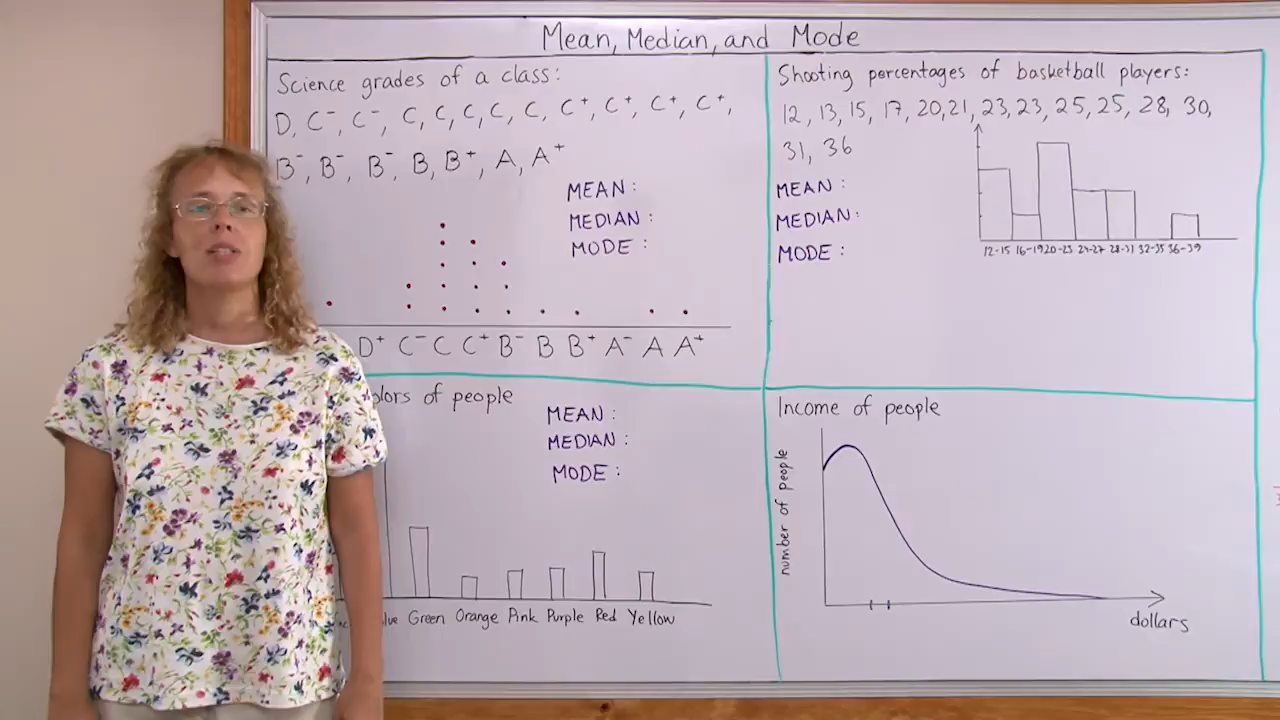 Mean, Median, and Mode
Science grades of a class:
D, C⁻, C⁻, C, C, C, C, C, C⁺, C⁺, C⁺, C⁺,
B⁻, B⁻, B⁻, B, B⁺, A, A⁺
MEAN:
MEDIAN:
MODE:
D⁺ C⁻ C C⁺ B⁻ B B⁺ A⁻ A A⁺
Shooting percentages of basketball players:
12, 13, 15, 17, 20, 21, 23, 23, 25, 25, 28, 30,
31, 36
MEAN:
MEDIAN:
MODE:
12-15 16-19 20-23 24-27 28-31 32-35 36-39
of people
MEAN:
MEDIAN:
MODE:
Green Orange Pink Purple Red Yellow
Income of people
number of people
dollars